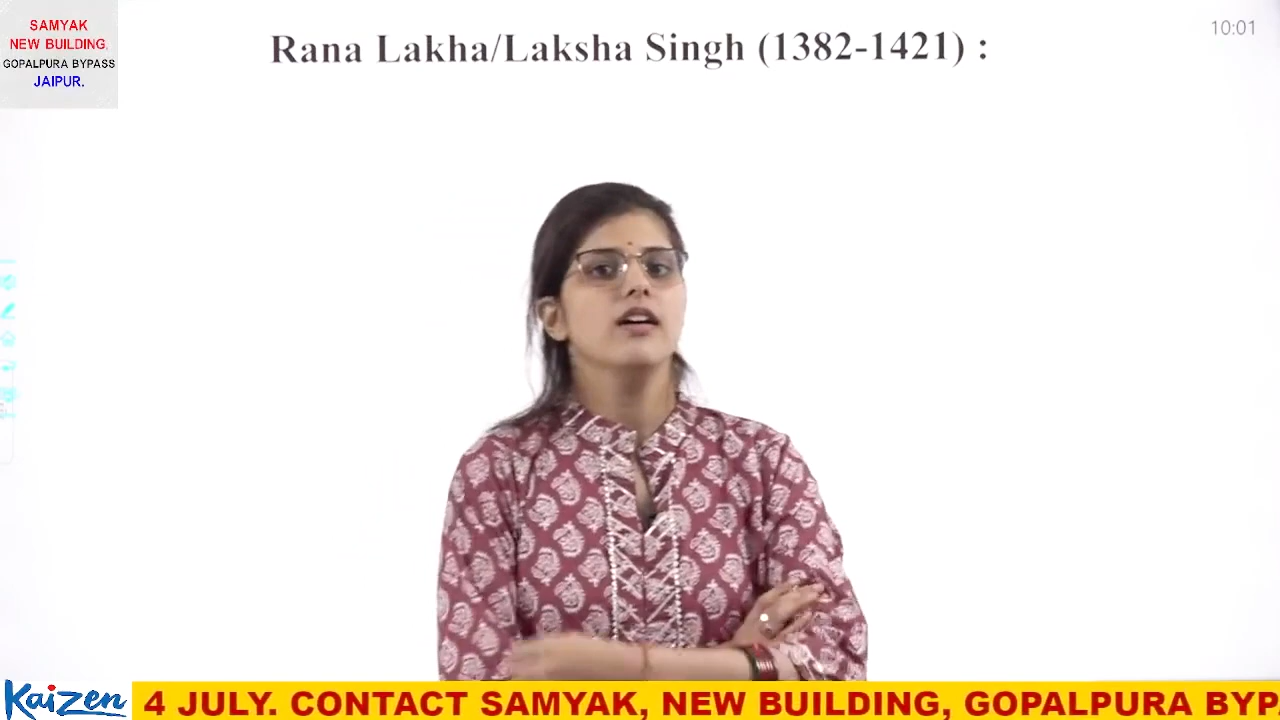 SAMYAK
NEW BUILDING,
GOPALPURA BYPASS
JAIPUR.
Rana Lakha/Laksha Singh (1382-1421) :
10:01
Kaizen
4 JULY. CONTACT SAMYAK, NEW BUILDING, GOPALPURA BYP